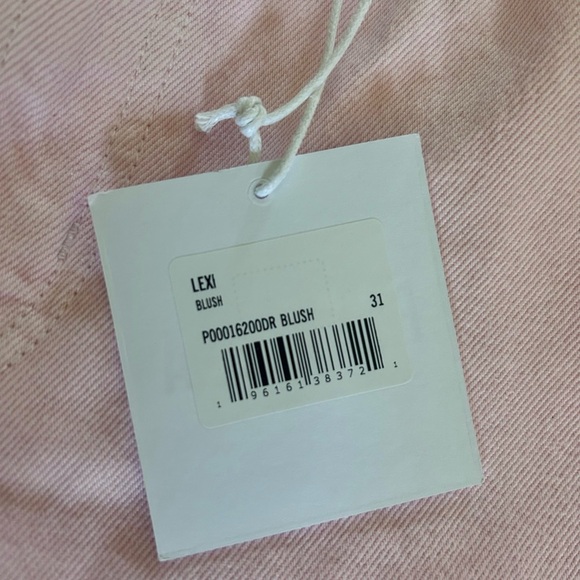 LEXI
BLUSH
P00016200DR BLUSH 31
1 96161 38372 1